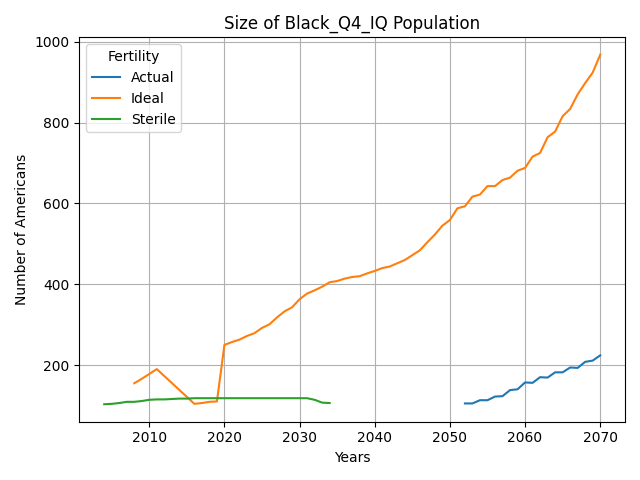 Size of Black_Q4_IQ Population
Number of Americans
1000
800
600
400
200
Fertility
Actual
Ideal
Sterile
2010
2020
2030
2040
2050
2060
2070
Years